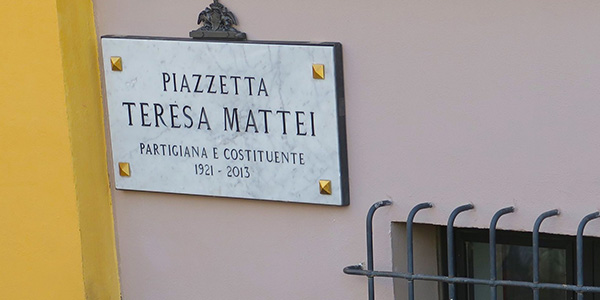 PIAZZETTA
TERESA MATTEI
PARTIGIANA E COSTITUENTE
1921 - 2013